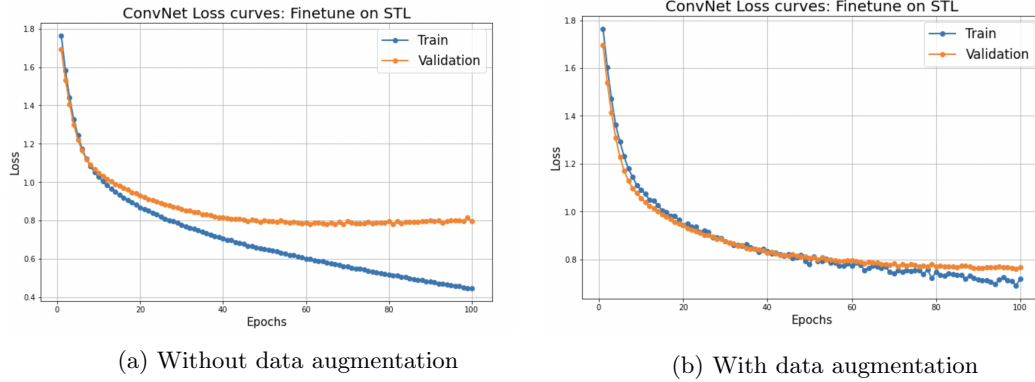 ConvNet Loss curves: Finetune on STL
1.8
1.6
1.4
1.2
1.0
0.8
0.6
0.4
Loss
0
20
40
60
80
100
Epochs
Train
Validation
(a) Without data augmentation
ConvNet Loss curves: Finetune on STL
1.8
1.6
1.4
1.2
1.0
0.8
Loss
0
20
40
60
80
100
Epochs
Train
Validation
(b) With data augmentation